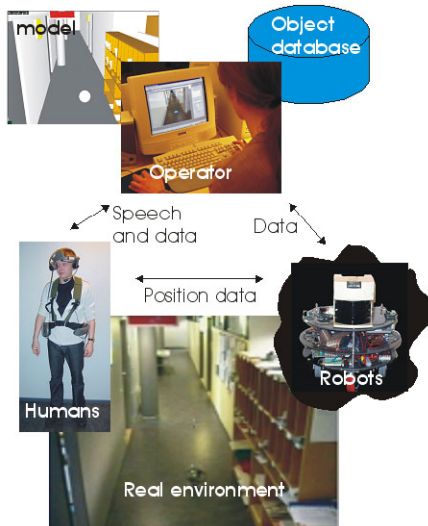 model
Object
database
Operator
Speech
and data
Data
Position data
Humans
Robots
Real environment